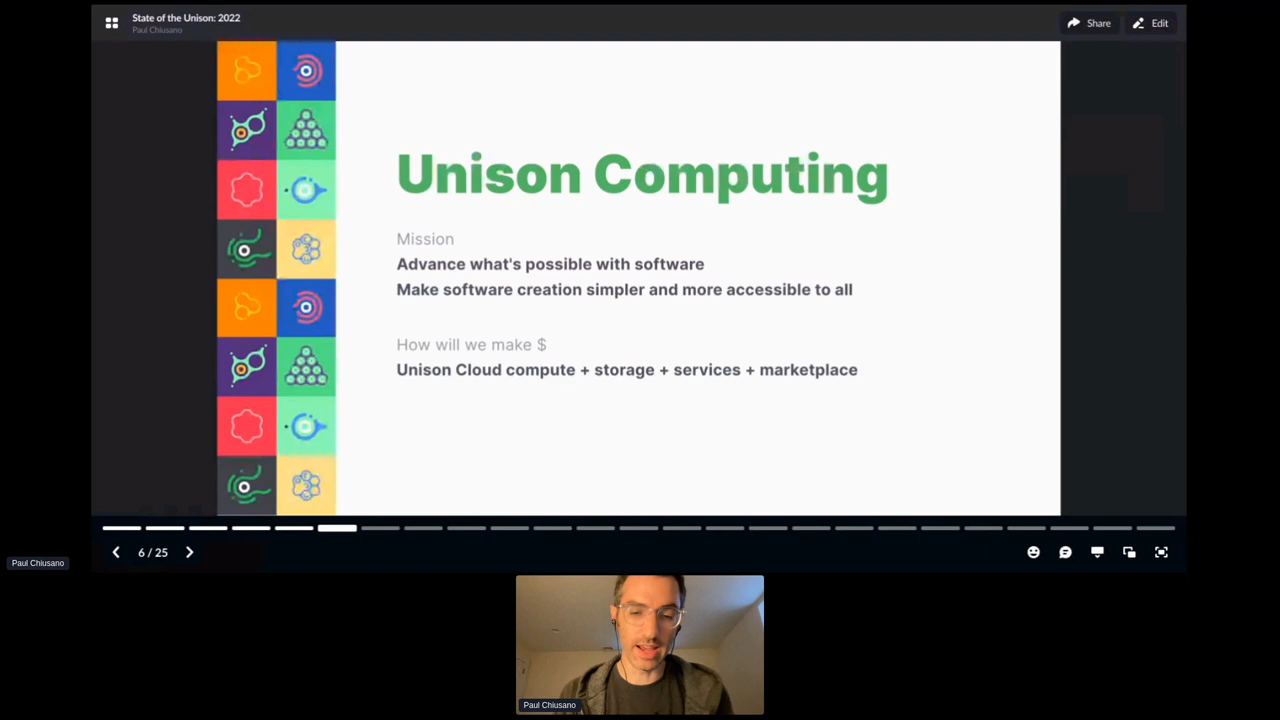 State of the Unison: 2022
Paul Chiusano
Share
Edit
Unison Computing
Mission
Advance what's possible with software
Make software creation simpler and more accessible to all
How will we make $
Unison Cloud compute + storage + services + marketplace
6 / 25
Paul Chiusano
Paul Chiusano